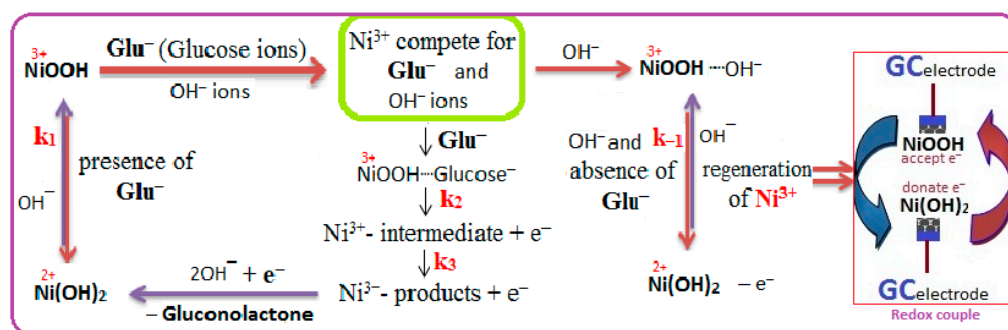 3+
NiOOH
Glu⁻ (Glucose ions)
OH⁻ ions
Ni³⁺ compete for
Glu⁻ and
OH⁻ ions
OH⁻
3+
NiOOH ····OH⁻
k₁
OH⁻
presence of
Glu⁻
Glu⁻
3+
NiOOH···Glucose⁻
k₂
Ni³⁺- intermediate + e⁻
k₃
Ni³⁻- products + e⁻
2OH⁻ + e⁻
– Gluconolactone
2+
Ni(OH)₂
OH⁻ and
absence of
Glu⁻
k₋₁
OH⁻
regeneration
of Ni³⁺
2+
Ni(OH)₂ – e⁻
GCelectrode
NiOOH
accept e⁻
donate e⁻
Ni(OH)₂
GCelectrode
Redox couple